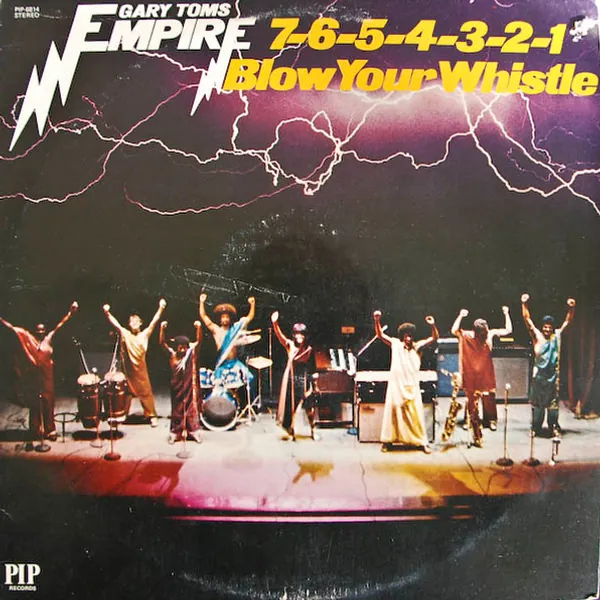 PIP-6814
STEREO
GARY TOMS
EMPIRE
7-6-5-4-3-2-1
Blow Your Whistle
PIP
RECORDS